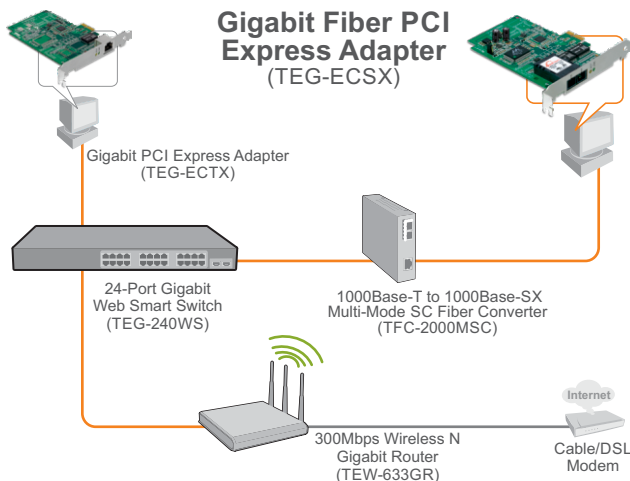 Gigabit Fiber PCI
Express Adapter
(TEG-ECSX)
Gigabit PCI Express Adapter
(TEG-ECTX)
24-Port Gigabit
Web Smart Switch
(TEG-240WS)
1000Base-T to 1000Base-SX
Multi-Mode SC Fiber Converter
(TFC-2000MSC)
300Mbps Wireless N
Gigabit Router
(TEW-633GR)
Internet
Cable/DSL
Modem